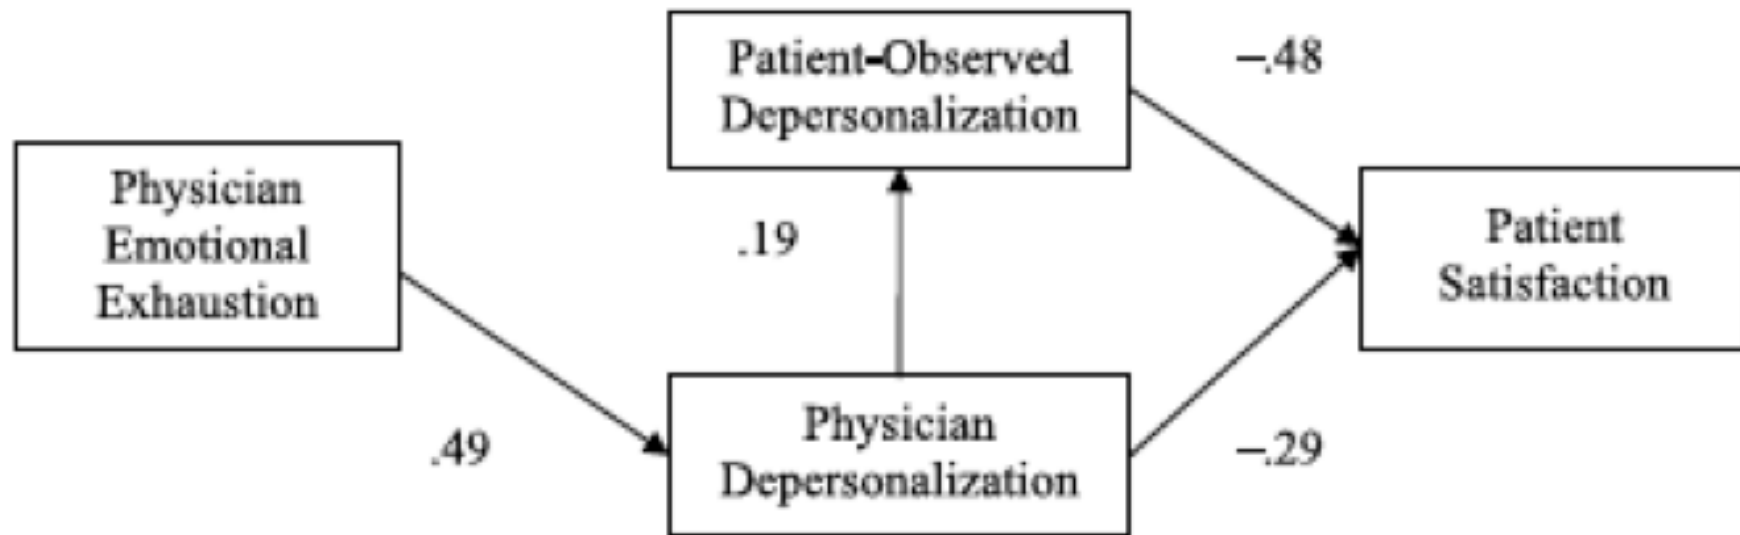 Patient-Observed
Depersonalization
–.48
Physician
Emotional
Exhaustion
.19
Patient
Satisfaction
.49
Physician
Depersonalization
–.29